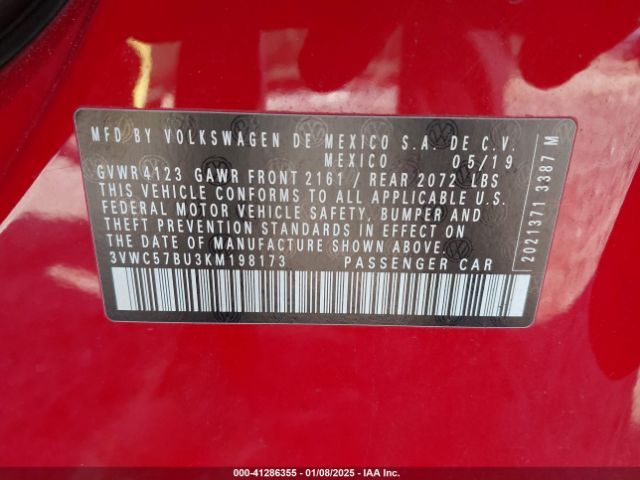 MFD BY VOLKSWAGEN DE MEXICO S.A. DE C.V.
MEXICO 05/19
GVWR 4123 GAWR FRONT 2161 / REAR 2072 LBS
THIS VEHICLE CONFORMS TO ALL APPLICABLE U.S.
FEDERAL MOTOR VEHICLE SAFETY, BUMPER AND
THEFT PREVENTION STANDARDS IN EFFECT ON
THE DATE OF MANUFACTURE SHOWN ABOVE.
3VWC57BU3KM198173 PASSENGER CAR
2021371 3387 M
000-41286355 — 01/08/2025 — IAA Inc.